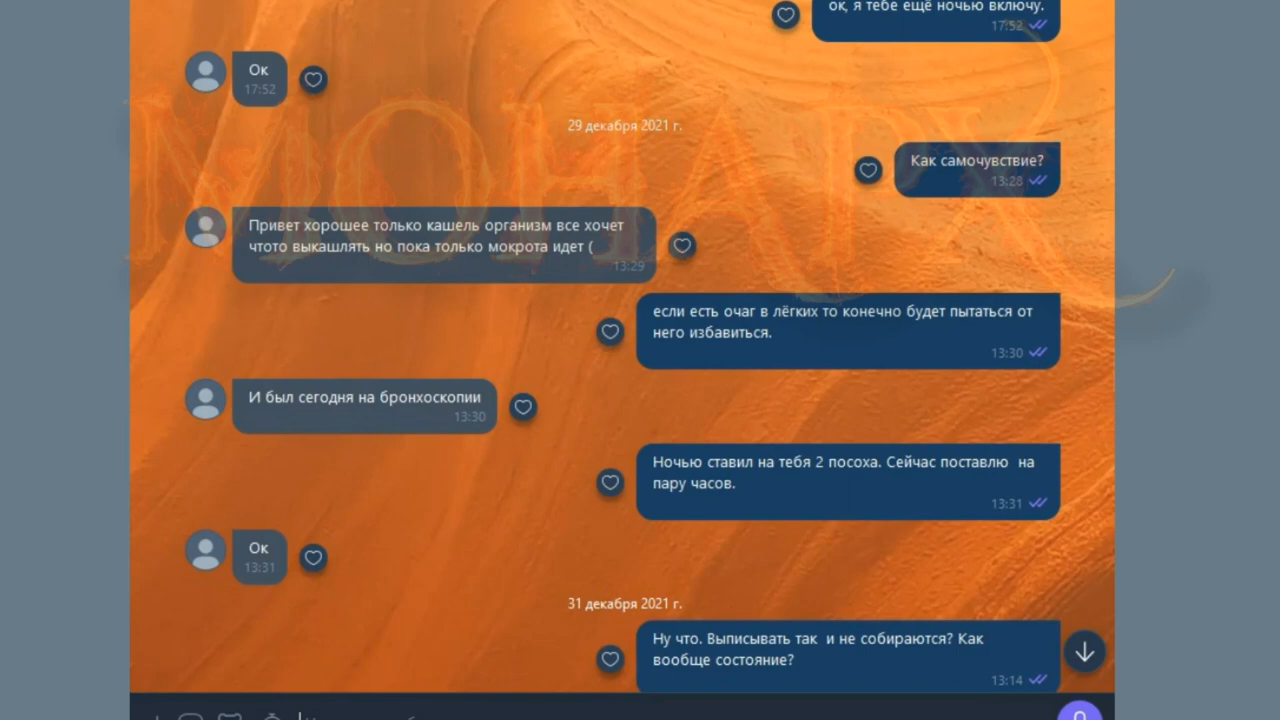 ок, я тебе ещё ночью включу.
17:52
Ок
17:52
29 декабря 2021 г.
Как самочувствие?
13:28
Привет хорошее только кашель организм все хочет
чтото выкашлять но пока только мокрота идет (
13:29
если есть очаг в лёгких то конечно будет пытаться от
него избавиться.
13:30
И был сегодня на бронхоскопии
13:30
Ночью ставил на тебя 2 посоха. Сейчас поставлю  на
пару часов.
13:31
Ок
13:31
31 декабря 2021 г.
Ну что. Выписывать так  и не собираются? Как
вообще состояние?
13:14
МОНАРХ